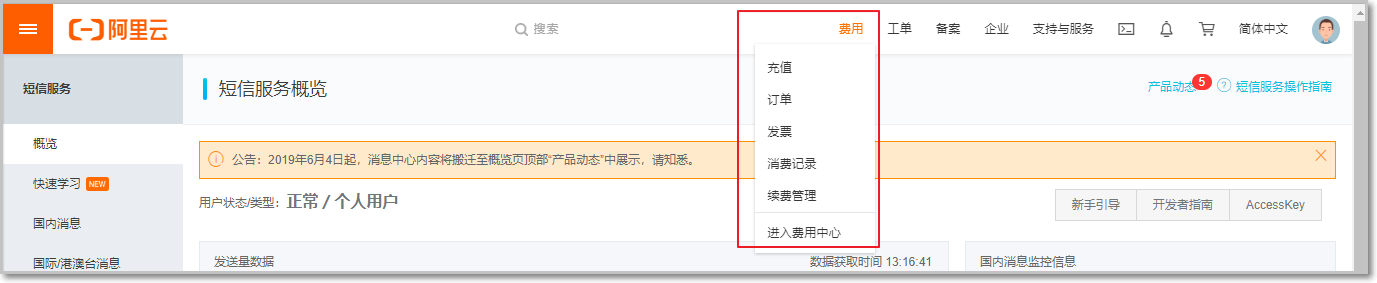 阿里云
搜索
费用 工单 备案 企业 支持与服务 简体中文
充值
订单
发票
消费记录
续费管理
进入费用中心
短信服务
概览
快速学习 NEW
国内消息
国际/港澳台消息
短信服务概览
产品动态 5 ? 短信服务操作指南
公告：2019年6月4日起，消息中心内容将搬迁至概览页顶部“产品动态”中展示，请知悉。
用户状态/类型： 正常 / 个人用户
新手引导 开发者指南 AccessKey
发送量数据 数据获取时间 13:16:41
国内消息监控信息